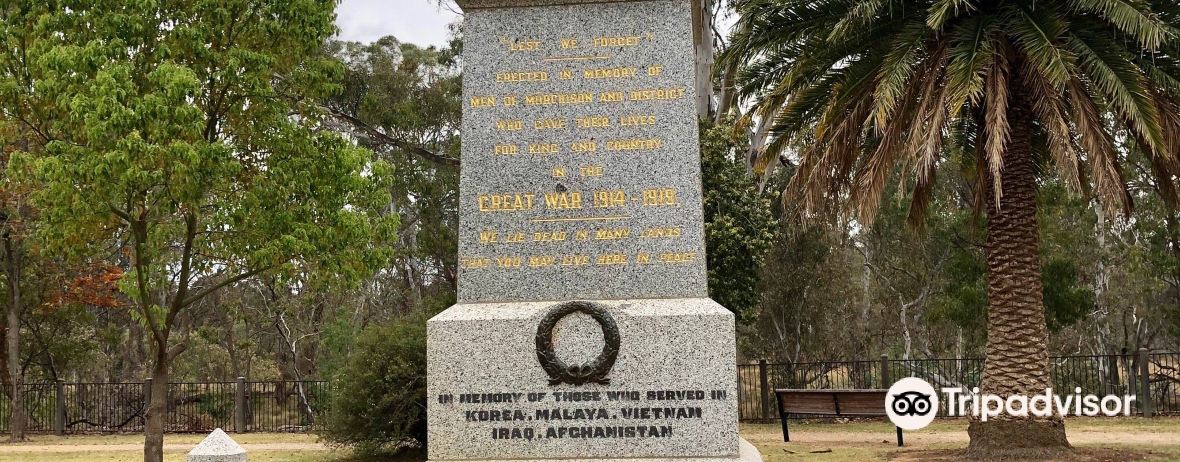 "LEST WE FORGET"
ERECTED IN MEMORY OF
MEN OF MURCHISON AND DISTRICT
WHO GAVE THEIR LIVES
FOR KING AND COUNTRY
IN THE
GREAT WAR 1914-1919.
WE LIE DEAD IN MANY LANDS
THAT YOU MAY LIVE HERE IN PEACE
IN MEMORY OF THOSE WHO SERVED IN
KOREA, MALAYA, VIETNAM
IRAQ, AFGHANISTAN
Tripadvisor